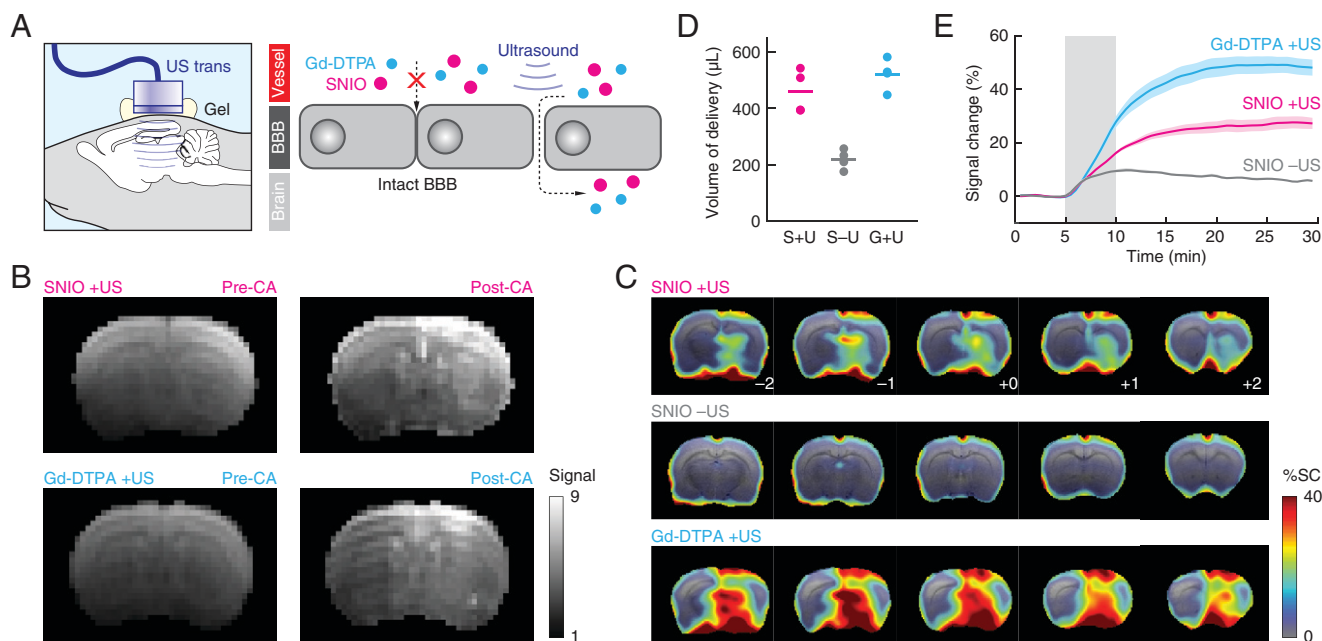 A
US trans
Gel
Vessel
BBB
Brain
Gd-DTPA
SNIO
Ultrasound
Intact BBB
D
Volume of delivery (µL)
600
400
200
0
S+U S–U G+U
E
Signal change (%)
60
40
20
0
Gd-DTPA +US
SNIO +US
SNIO –US
0 5 10 15 20 25 30
Time (min)
B
SNIO +US Pre-CA Post-CA
Gd-DTPA +US Pre-CA Post-CA
Signal
9
1
C
SNIO +US
–2 –1 +0 +1 +2
SNIO –US
Gd-DTPA +US
%SC
40
0